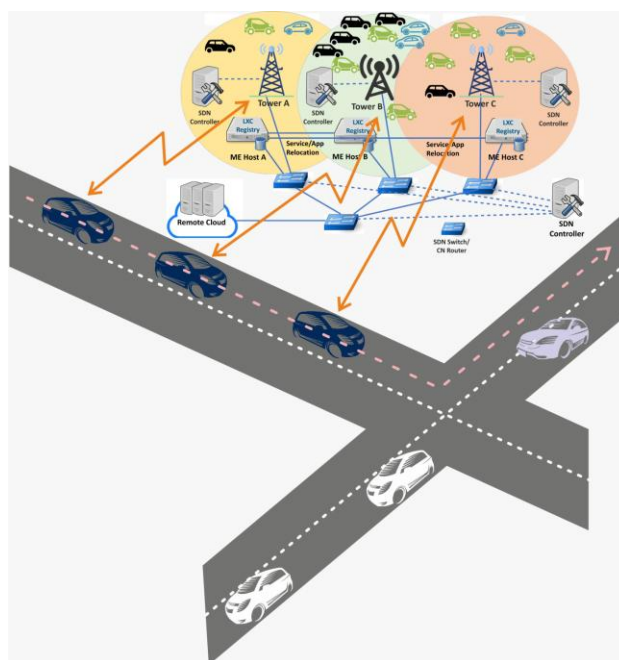 Tower A
Tower B
Tower C
SDN
Controller
SDN
Controller
SDN
Controller
LXC
Registry
LXC
Registry
LXC
Registry
Service/App
Relocation
Service/App
Relocation
ME Host A
ME Host B
ME Host C
Remote Cloud
SDN Switch/
CN Router
SDN
Controller